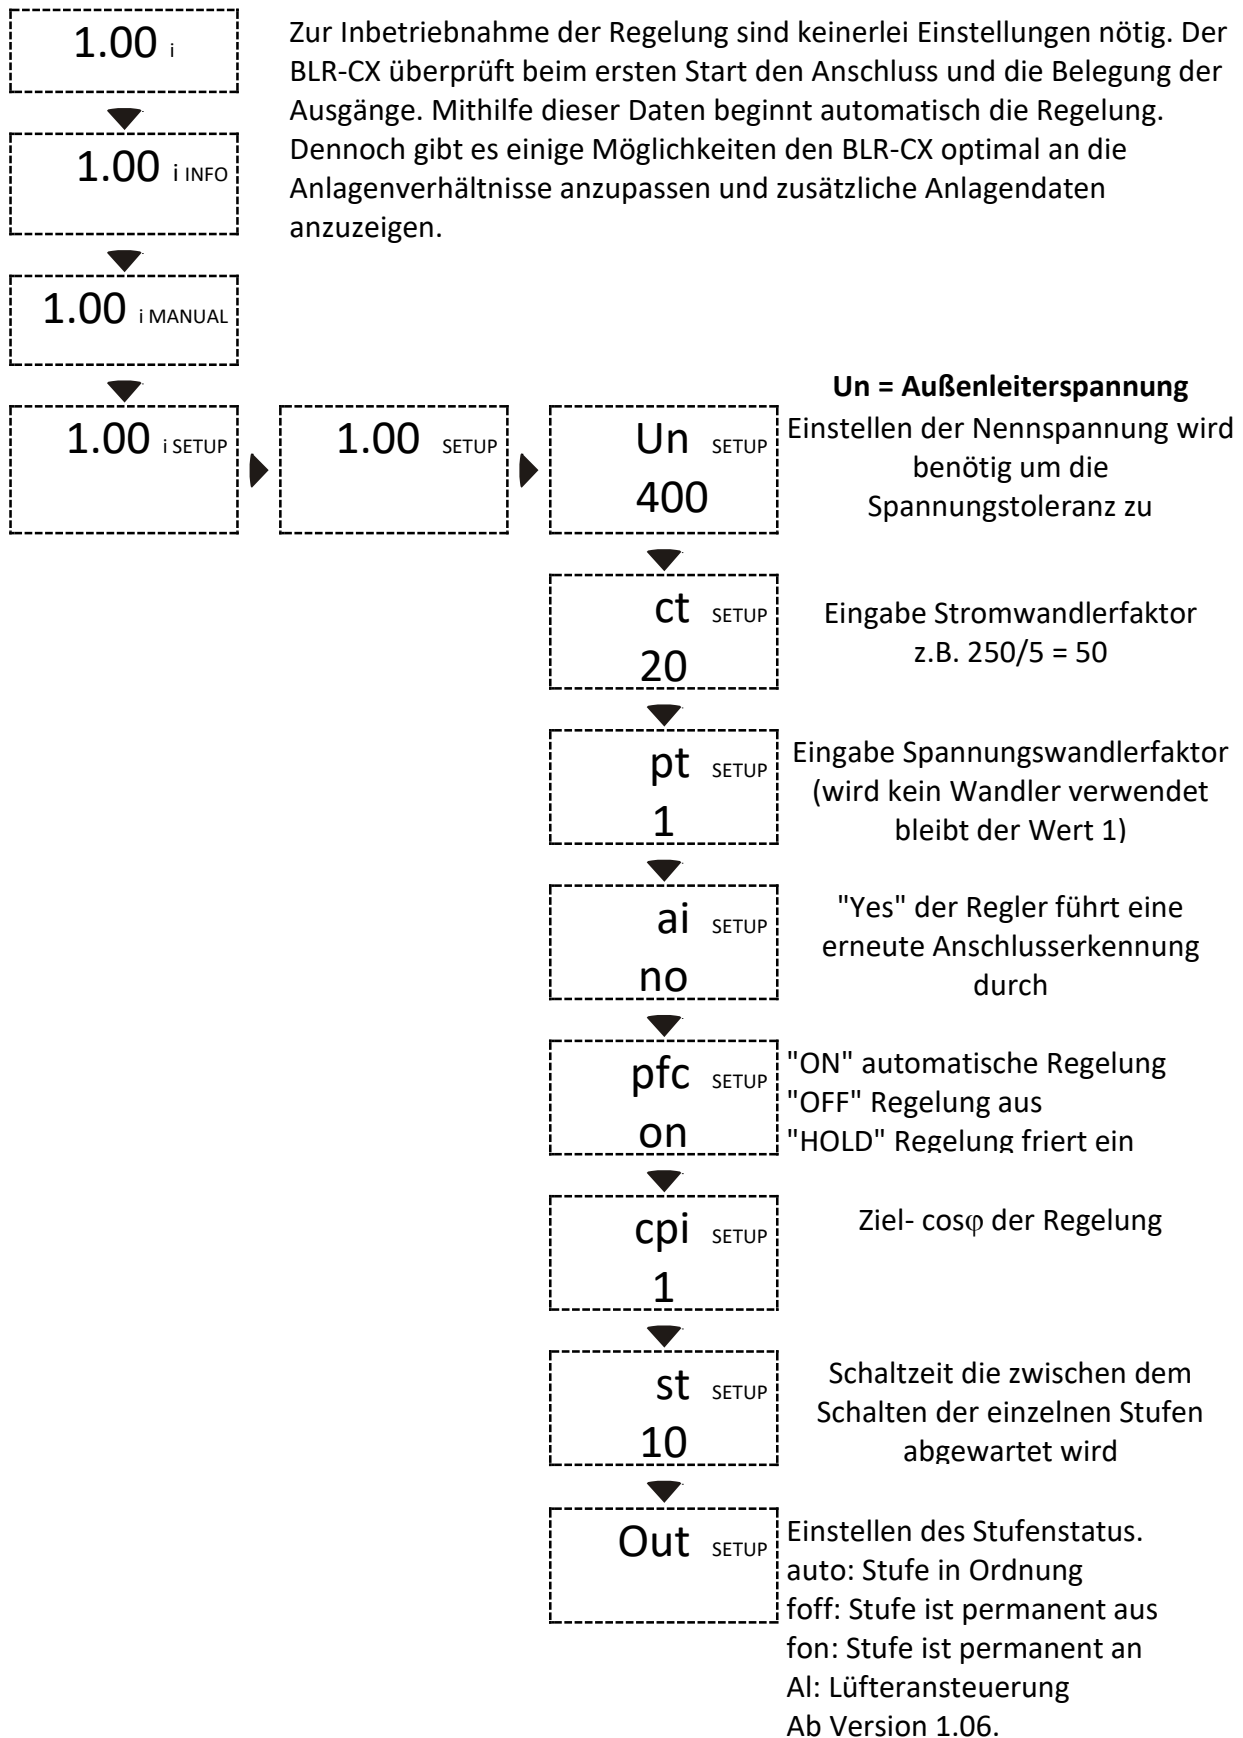 1.00 i
Zur Inbetriebnahme der Regelung sind keinerlei Einstellungen nötig. Der
BLR-CX überprüft beim ersten Start den Anschluss und die Belegung der
Ausgänge. Mithilfe dieser Daten beginnt automatisch die Regelung.
Dennoch gibt es einige Möglichkeiten den BLR-CX optimal an die
Anlagenverhältnisse anzupassen und zusätzliche Anlagendaten
anzuzeigen.
1.00 i INFO
1.00 i MANUAL
1.00 i SETUP
1.00 SETUP
Un SETUP
400
Un = Außenleiterspannung
Einstellen der Nennspannung wird
benötig um die
Spannungstoleranz zu
ct SETUP
20
Eingabe Stromwandlerfaktor
z.B. 250/5 = 50
pt SETUP
1
Eingabe Spannungswandlerfaktor
(wird kein Wandler verwendet
bleibt der Wert 1)
ai SETUP
no
"Yes" der Regler führt eine
erneute Anschlusserkennung
durch
pfc SETUP
on
"ON" automatische Regelung
"OFF" Regelung aus
"HOLD" Regelung friert ein
cpi SETUP
1
Ziel- cosφ der Regelung
st SETUP
10
Schaltzeit die zwischen dem
Schalten der einzelnen Stufen
abgewartet wird
Out SETUP
Einstellen des Stufenstatus.
auto: Stufe in Ordnung
foff: Stufe ist permanent aus
fon: Stufe ist permanent an
Al: Lüfteransteuerung
Ab Version 1.06.